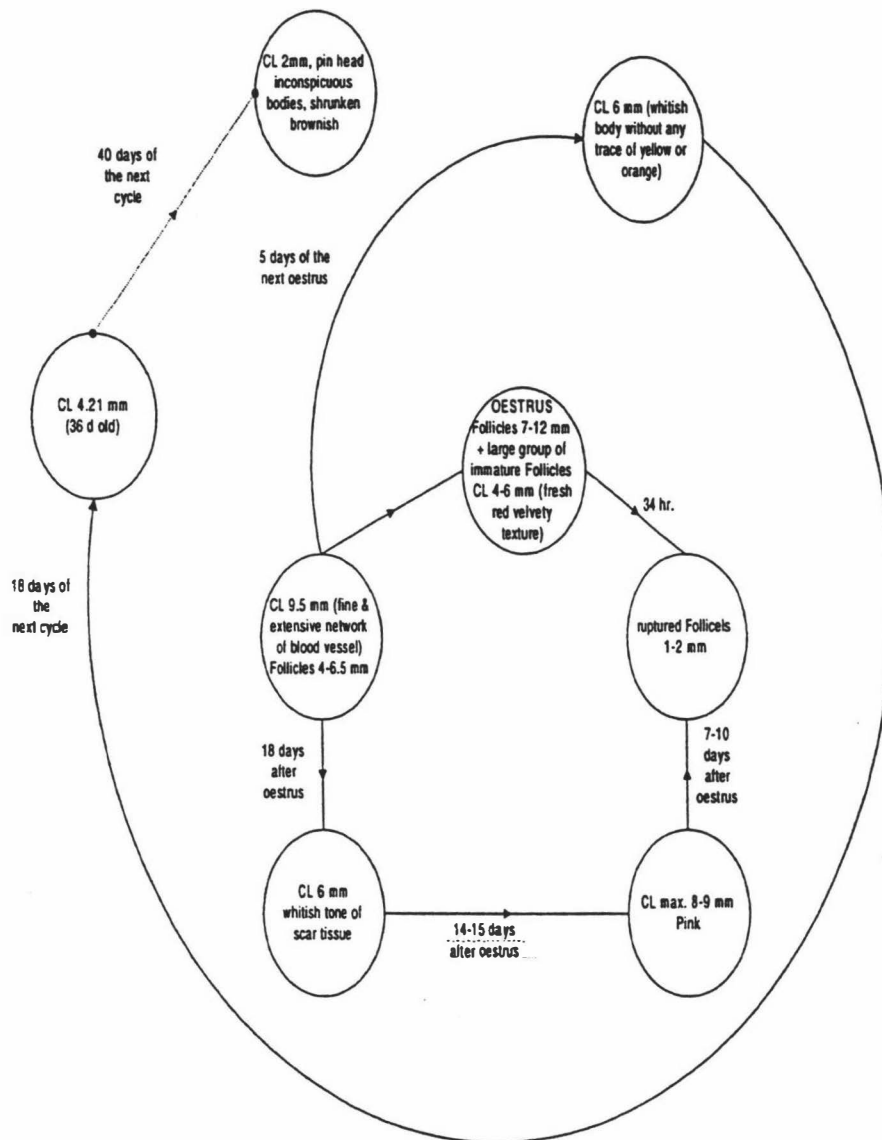 CL 2mm, pin head
inconspicuous
bodies, shrunken
brownish
CL 6 mm (whitish
body without any
trace of yellow or
orange)
40 days of
the next
cycle
5 days of the
next oestrus
CL 4.21 mm
(36 d old)
OESTRUS
Follicles 7-12 mm
+ large group of
immature Follicles
CL 4-6 mm (fresh
red velvety
texture)
34 hr.
18 days of
the
next cycle
CL 9.5 mm (fine &
extensive network
of blood vessel)
Follicles 4-6.5 mm
ruptured Follicels
1-2 mm
18 days
after
oestrus
7-10
days
after
oestrus
CL 6 mm
whitish tone of
scar tissue
14-15 days
after oestrus
CL max. 8-9 mm
Pink